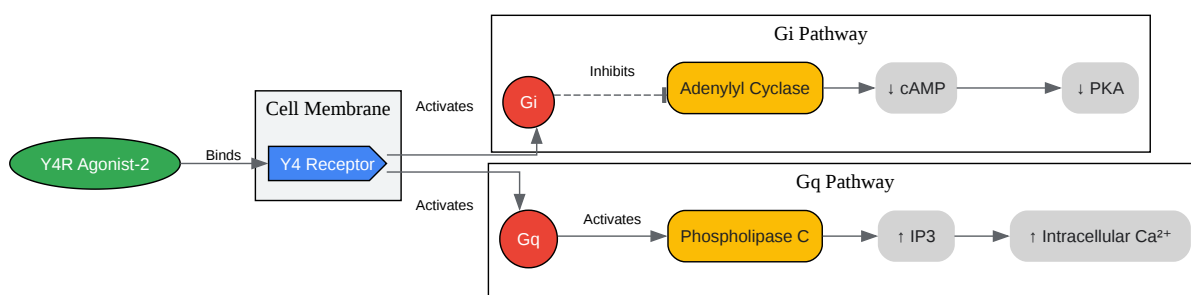 Gi Pathway
Inhibits
Gi
Adenylyl Cyclase
↓ cAMP
↓ PKA
Cell Membrane
Activates
Y4R Agonist-2
Binds
Y4 Receptor
Gq Pathway
Activates
Activates
Gq
Phospholipase C
↑ IP3
↑ Intracellular Ca²⁺